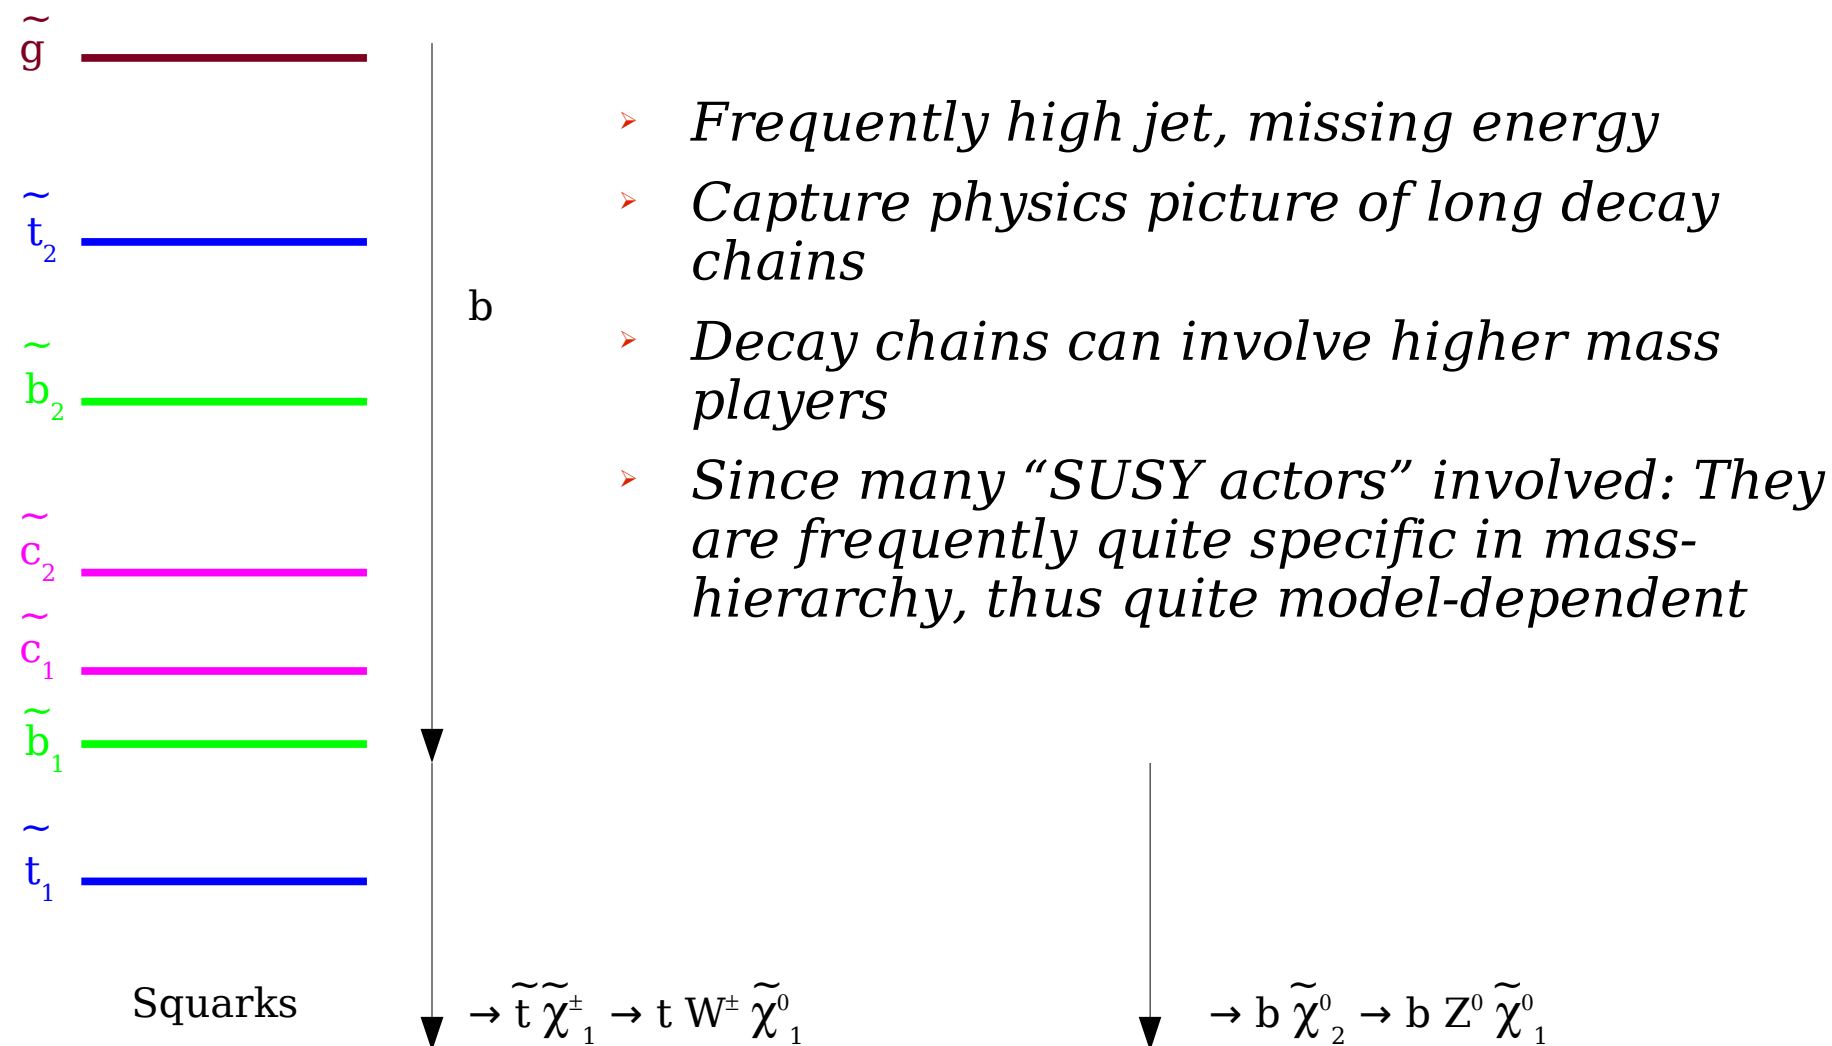 g̃
t̃₂
b̃₂
c̃₂
c̃₁
b̃₁
t̃₁
Squarks
b
➢ Frequently high jet, missing energy
➢ Capture physics picture of long decay
chains
➢ Decay chains can involve higher mass
players
➢ Since many “SUSY actors” involved: They
are frequently quite specific in mass-
hierarchy, thus quite model-dependent
→ t̃ χ̃±₁ → t W± χ̃⁰₁
→ b χ̃⁰₂ → b Z⁰ χ̃⁰₁